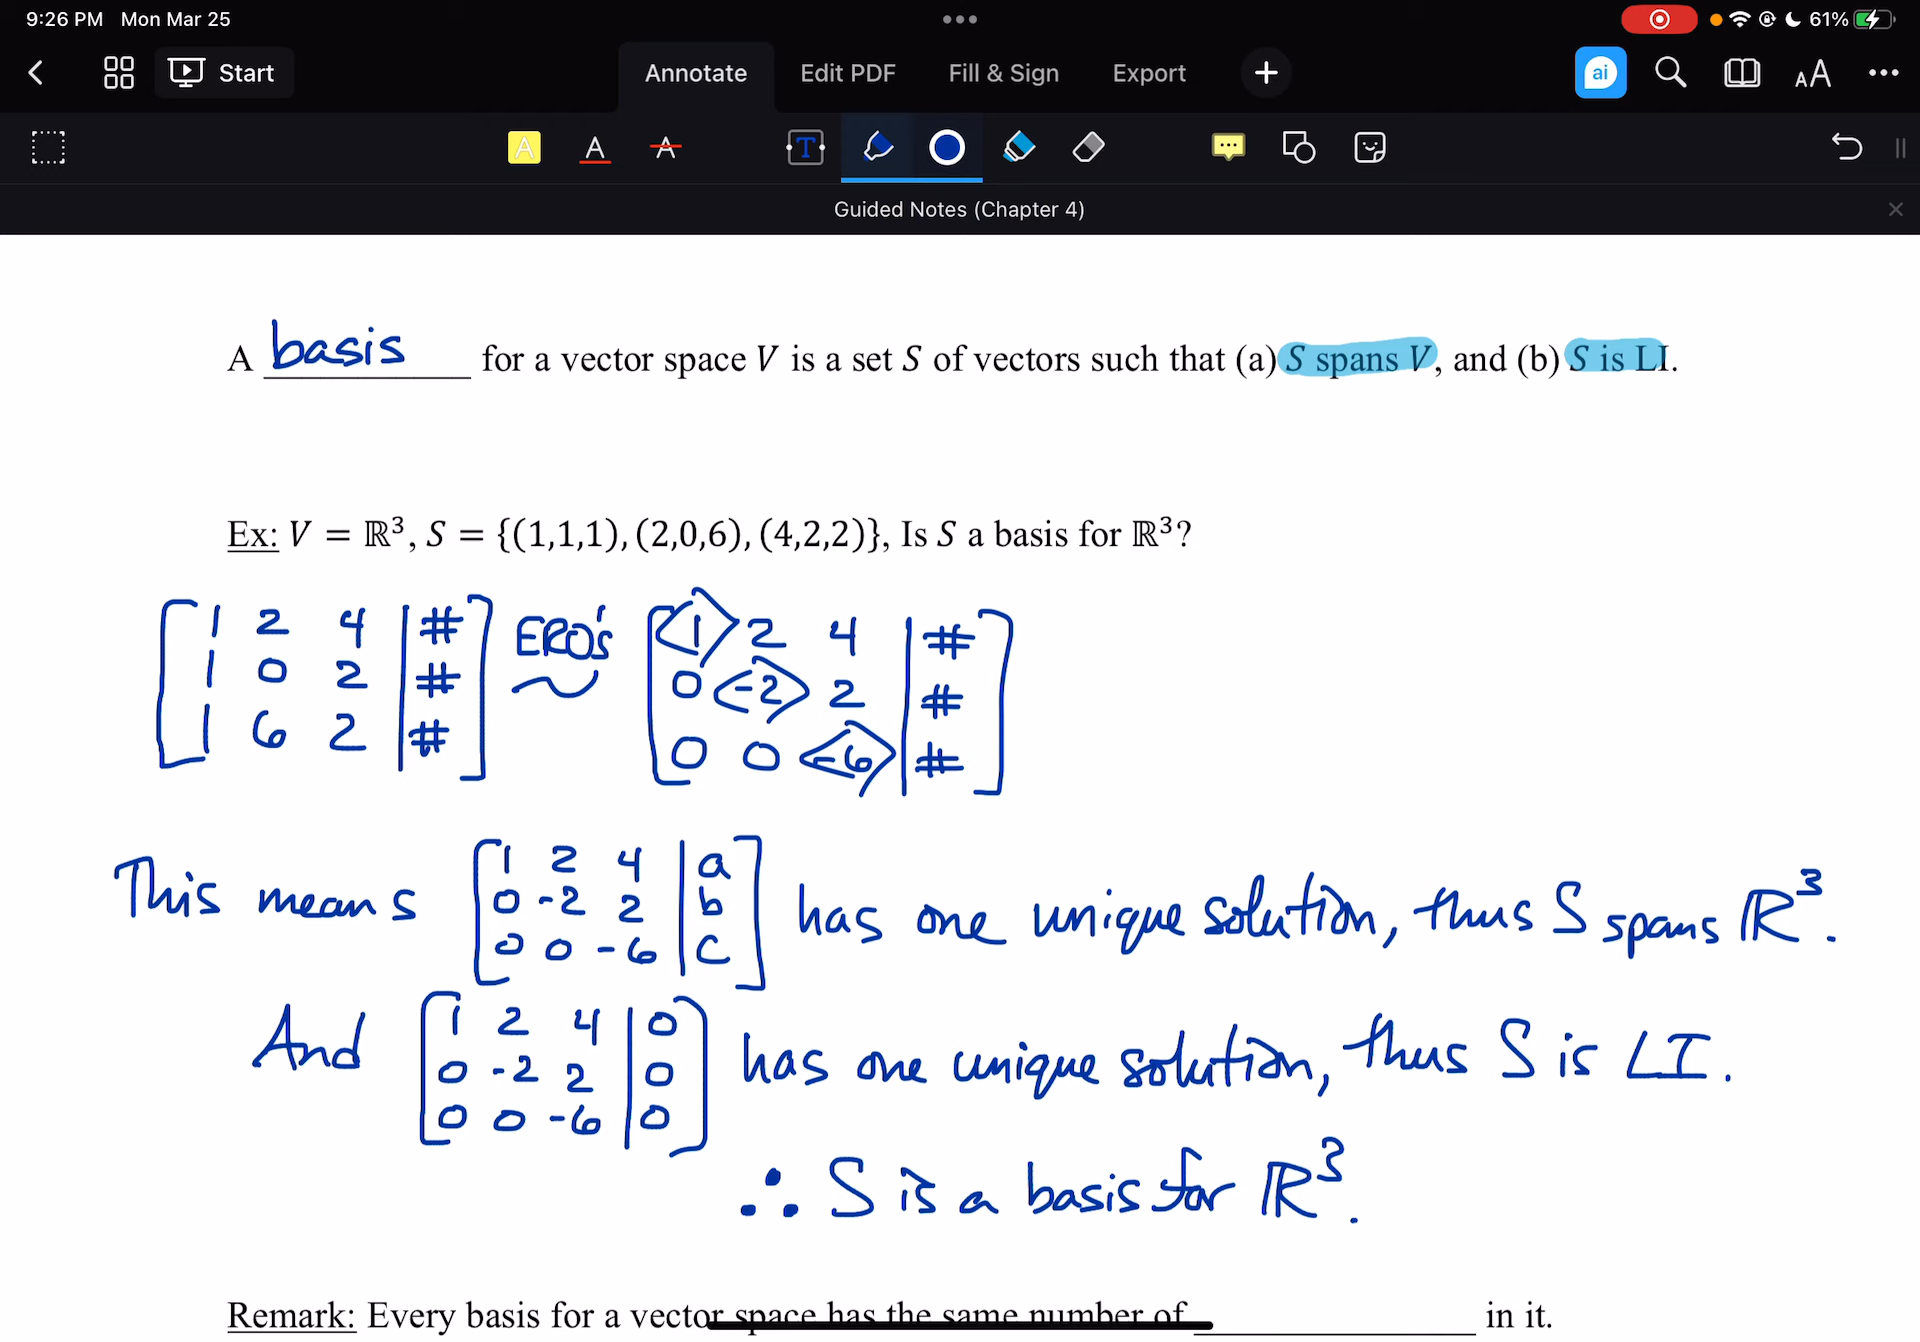 9:26 PM Mon Mar 25
61%
Start
Annotate Edit PDF Fill & Sign Export
ai
AA
A A A T
Guided Notes (Chapter 4)
A basis for a vector space V is a set S of vectors such that (a) S spans V, and (b) S is LI.
Ex: V = ℝ³, S = {(1,1,1), (2,0,6), (4,2,2)}, Is S a basis for ℝ³?
[1 2 4 | #] ERO's [1 2 4 | #]
[1 0 2 | #] ~ [0 -2 2 | #]
[1 6 2 | #] [0 0 -6 | #]
[1 2 4 | a]
This means [0 -2 2 | b] has one unique solution, thus S spans ℝ³.
[0 0 -6 | c]
[1 2 4 | 0]
And [0 -2 2 | 0] has one unique solution, thus S is LI.
[0 0 -6 | 0]
∴ S is a basis for ℝ³.
Remark: Every basis for a vector space has the same number of __________ in it.